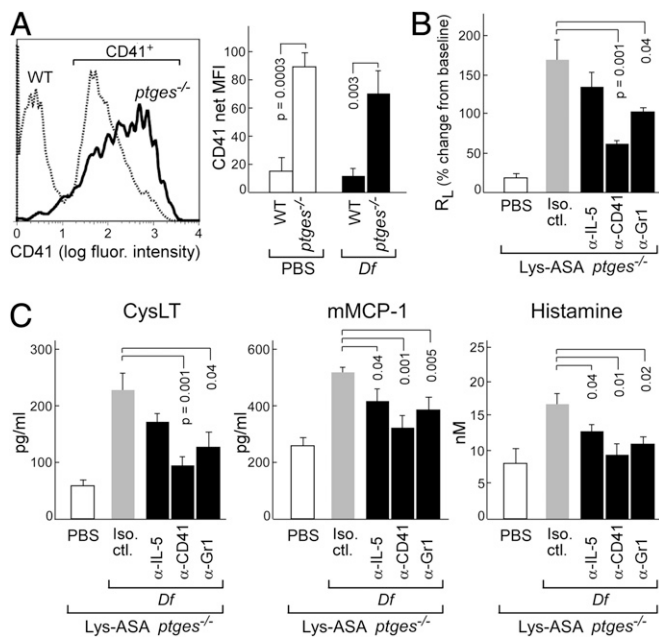 A
CD41+
WT
ptges-/-
0 1 2 3 4
CD41 (log fluor. intensity)
CD41 net MFI
100
80
60
40
20
0
p = 0.0003
0.003
WT
ptges-/-
WT
ptges-/-
PBS
Df
B
RL (% change from baseline)
200
150
100
50
0
p = 0.001
0.04
PBS
Iso. ctl.
α-IL-5
α-CD41
α-Gr1
Lys-ASA ptges-/-
C
CysLT
pg/ml
300
200
100
0
p = 0.001
0.04
PBS
Iso. ctl.
α-IL-5
α-CD41
α-Gr1
Df
Lys-ASA ptges-/-
mMCP-1
pg/ml
600
400
200
0
0.04
0.001
0.005
PBS
Iso. ctl.
α-IL-5
α-CD41
α-Gr1
Df
Lys-ASA ptges-/-
Histamine
nM
25
20
15
10
5
0
0.04
0.01
0.02
PBS
Iso. ctl.
α-IL-5
α-CD41
α-Gr1
Df
Lys-ASA ptges-/-